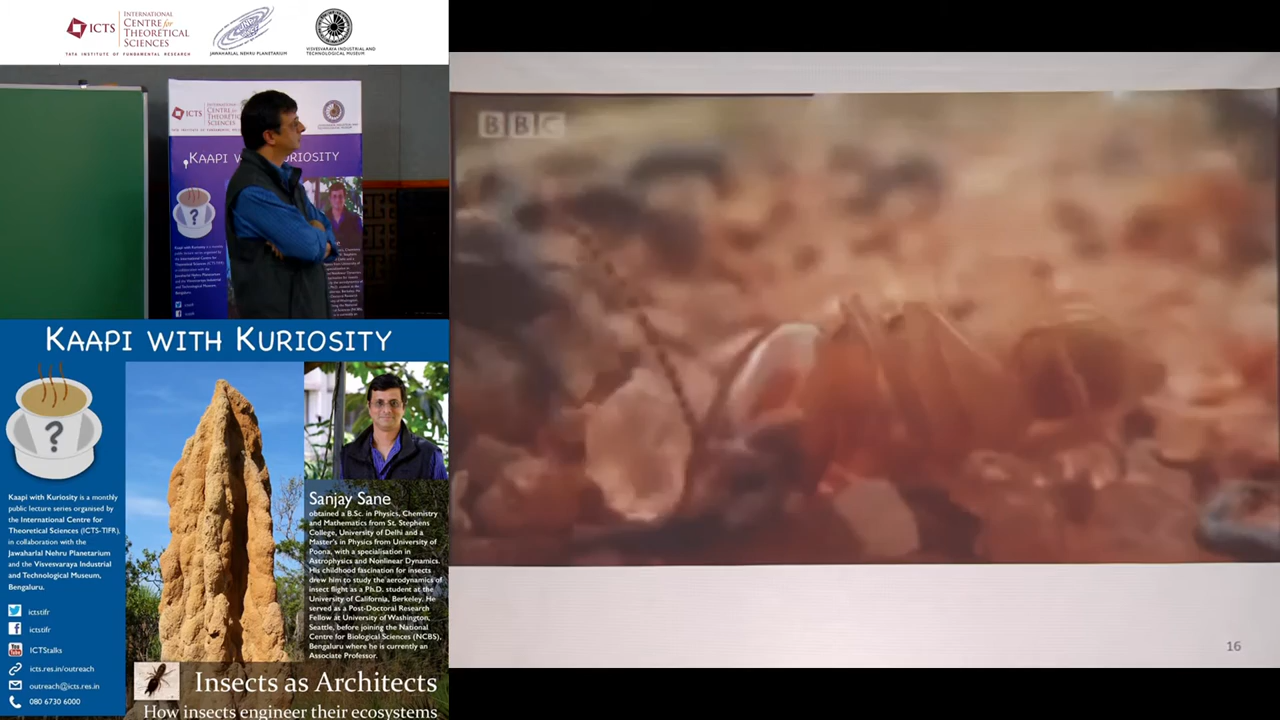 ICTS
INTERNATIONAL
CENTRE for
THEORETICAL
SCIENCES
TATA INSTITUTE OF FUNDAMENTAL RESEARCH
JAWAHARLAL NEHRU PLANETARIUM
VISVESVARAYA INDUSTRIAL AND
TECHNOLOGICAL MUSEUM
ICTS
INTERNATIONAL
SCIENCES
KAAPI
KURIOSITY
?
BBC
16
KAAPI WITH KURIOSITY
?
Kaapi with Kuriosity is a monthly
public lecture series organised by
the International Centre for
Theoretical Sciences (ICTS-TIFR),
in collaboration with the
Jawaharlal Nehru Planetarium
and the Visvesvaraya Industrial
and Technological Museum,
Bengaluru.
ictstifr
ictstifr
ICTStalks
icts.res.in/outreach
outreach@icts.res.in
080 6730 6000
Sanjay Sane
obtained a B.Sc. in Physics, Chemistry
and Mathematics from St. Stephens
College, University of Delhi and a
Master's in Physics from University of
Poona, with a specialisation in
Astrophysics and Nonlinear Dynamics.
His childhood fascination for insects
drew him to study the aerodynamics of
insect flight as a Ph.D. student at the
University of California, Berkeley. He
served as a Post-Doctoral Research
Fellow at University of Washington,
Seattle, before joining the National
Centre for Biological Sciences (NCBS),
Bengaluru where he is currently an
Associate Professor.
Insects as Architects
How insects engineer their ecosystems